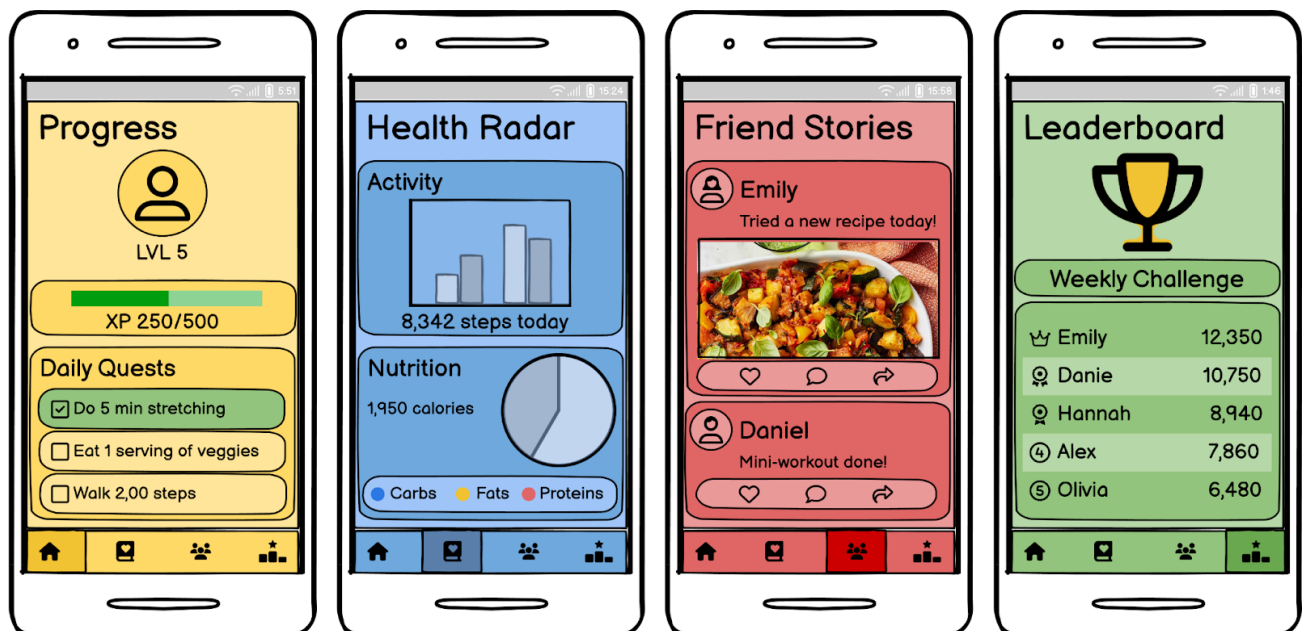 5:51
Progress
LVL 5
XP 250/500
Daily Quests
Do 5 min stretching
Eat 1 serving of veggies
Walk 2,00 steps
15:24
Health Radar
Activity
8,342 steps today
Nutrition
1,950 calories
Carbs Fats Proteins
15:58
Friend Stories
Emily
Tried a new recipe today!
Daniel
Mini-workout done!
1:46
Leaderboard
Weekly Challenge
Emily 12,350
Danie 10,750
Hannah 8,940
4 Alex 7,860
5 Olivia 6,480